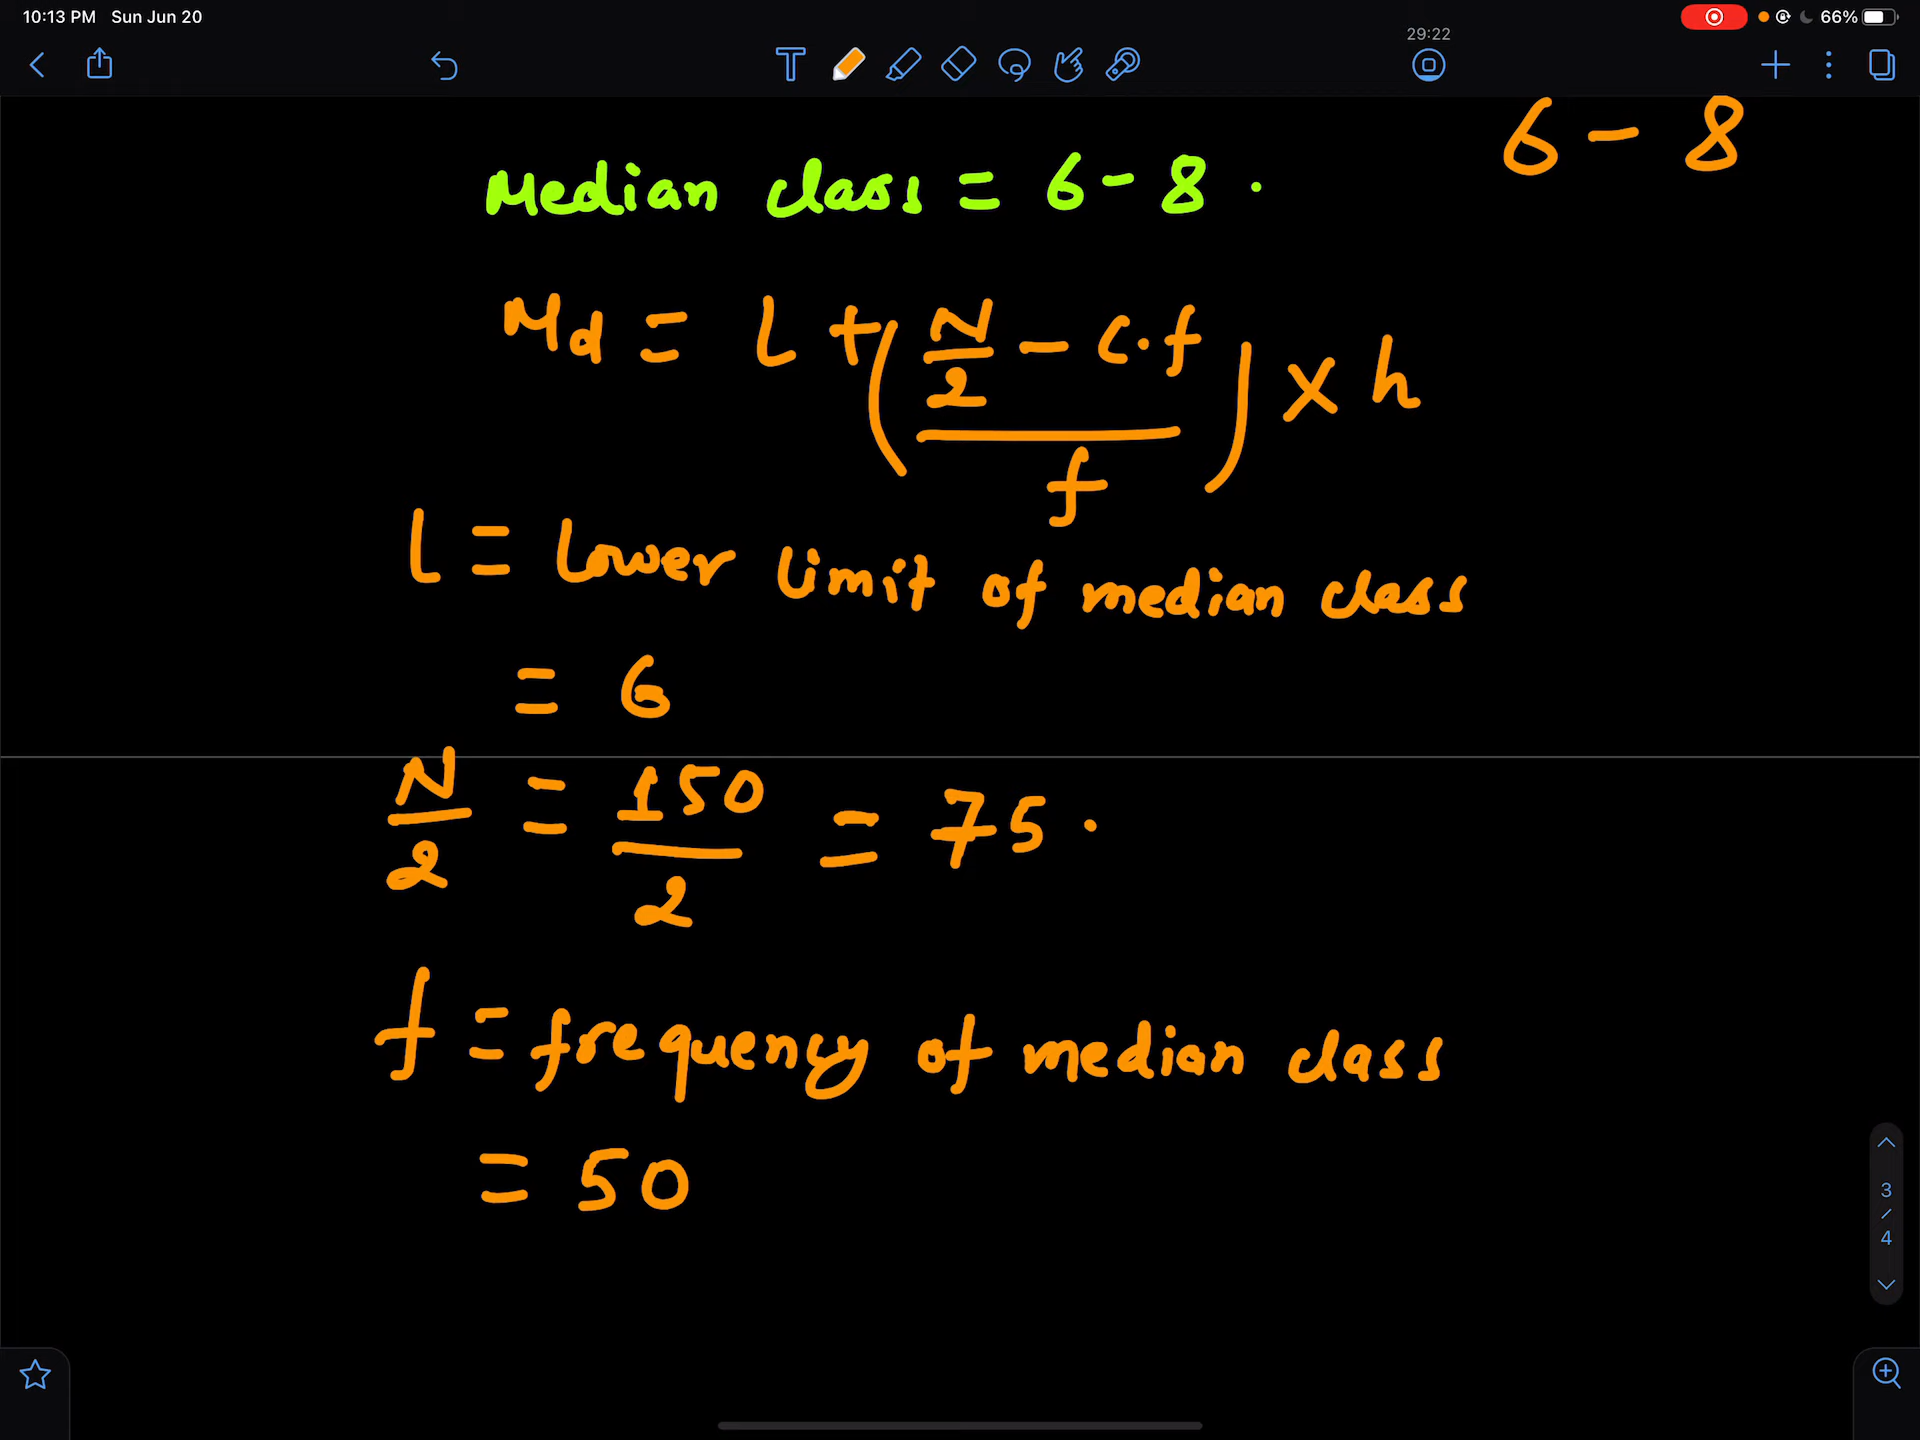 10:13 PM Sun Jun 20
66%
29:22
6 - 8
Median class = 6 - 8 .
Md = l + ( N/2 - c.f / f ) x h
l = lower limit of median class
= 6
N/2 = 150/2 = 75 .
f = frequency of median class
= 50
3
/
4